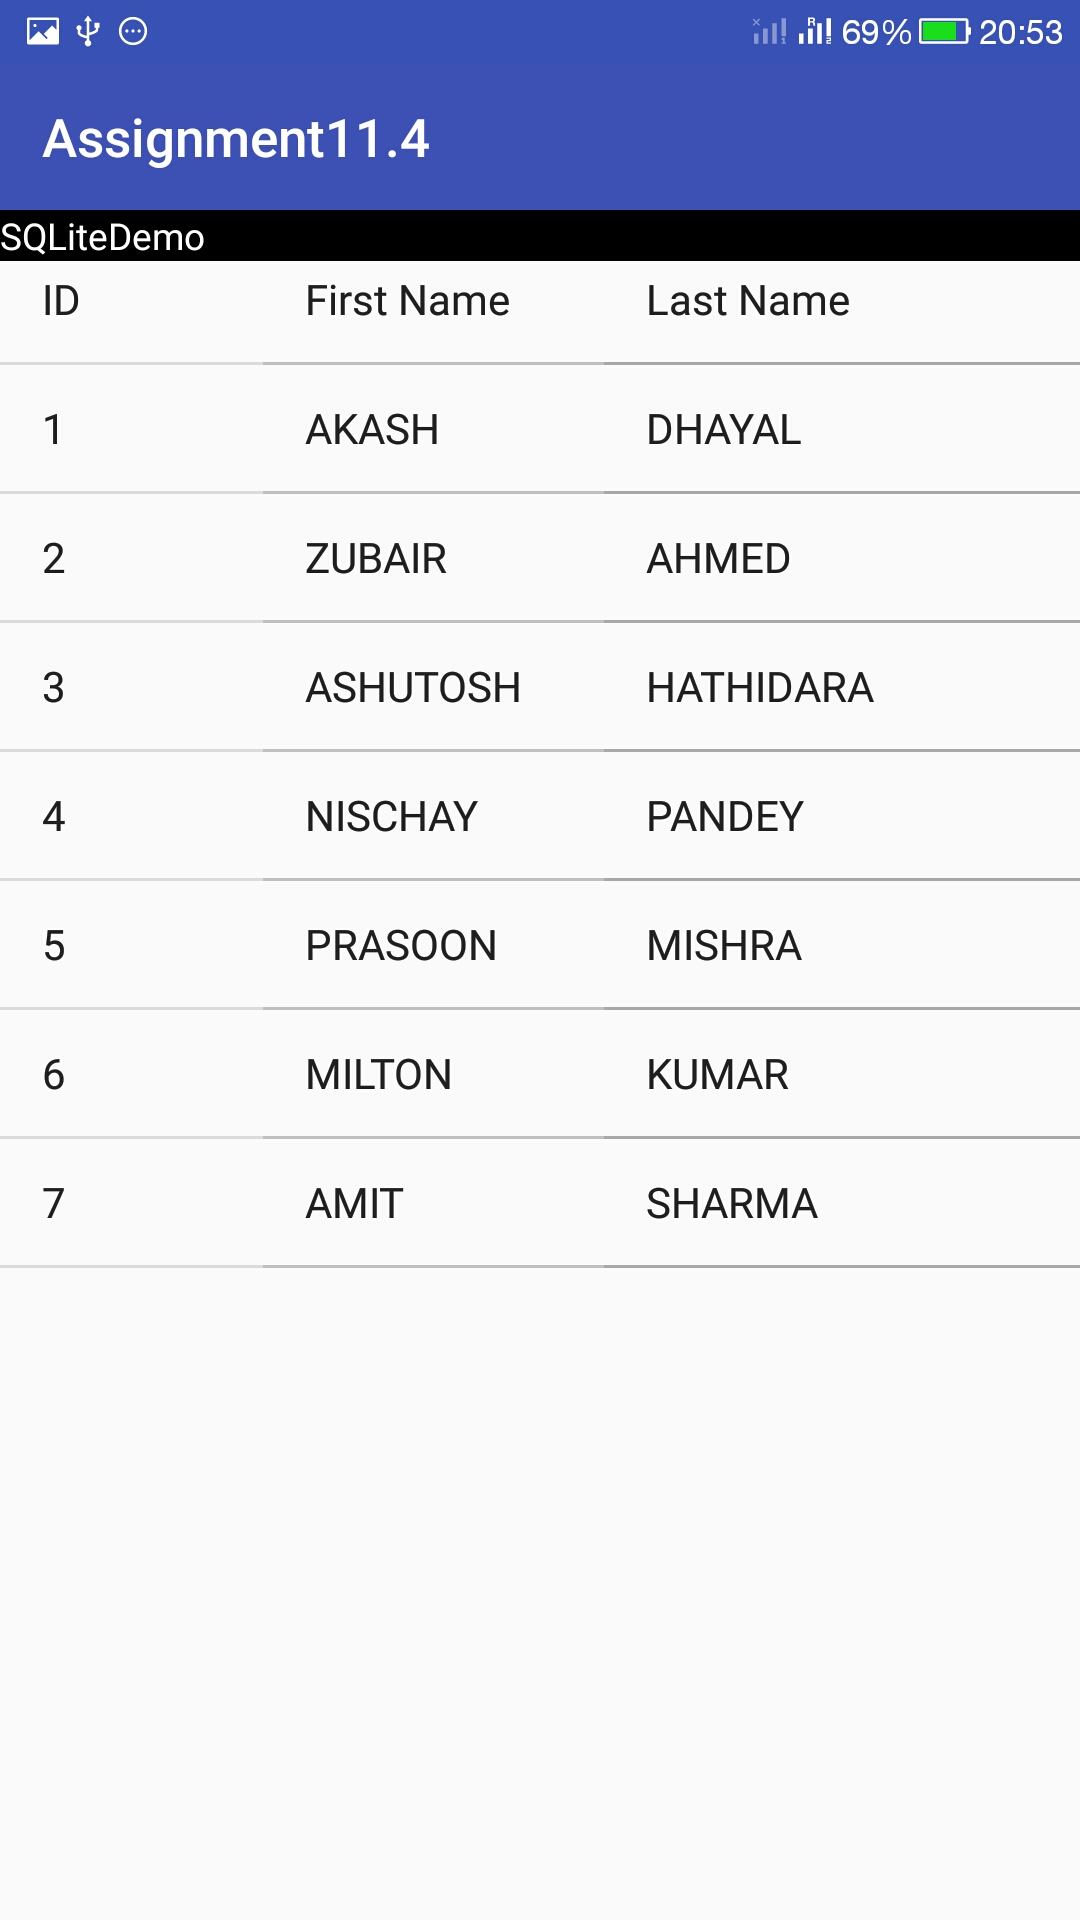 69% 20:53
Assignment11.4
SQLiteDemo
ID First Name Last Name
1 AKASH DHAYAL
2 ZUBAIR AHMED
3 ASHUTOSH HATHIDARA
4 NISCHAY PANDEY
5 PRASOON MISHRA
6 MILTON KUMAR
7 AMIT SHARMA